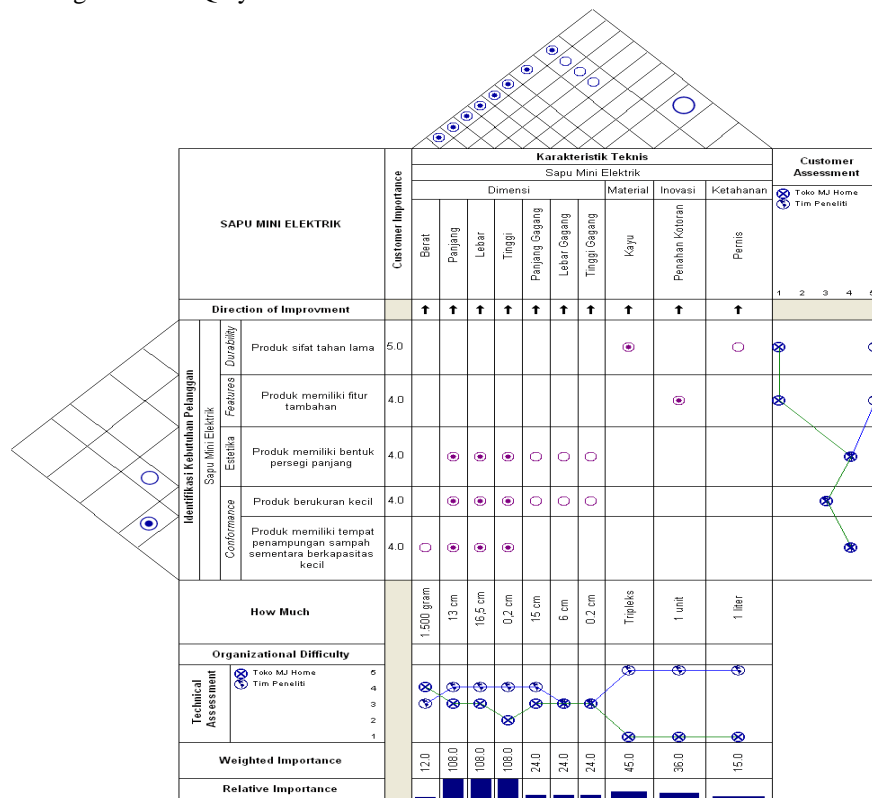 Karakteristik Teknis
Sapu Mini Elektrik
Dimensi
Material
Inovasi
Ketahanan
Customer
Assessment
Toko MJ Home
Tim Peneliti
SAPU MINI ELEKTRIK
Customer Importance
Berat
Panjang
Lebar
Tinggi
Panjang Gagang
Lebar Gagang
Tinggi Gagang
Kayu
Penahan Kotoran
Pernis
1 2 3 4
Direction of Improvment
Identifikasi Kebutuhan Pelanggan
Sapu Mini Elektrik
Durability
Produk sifat tahan lama
5.0
Features
Produk memiliki fitur
tambahan
4.0
Estetika
Produk memiliki bentuk
persegi panjang
4.0
Conformance
Produk berukuran kecil
4.0
Produk memiliki tempat
penampungan sampah
sementara berkapasitas
kecil
4.0
How Much
1.500 gram
13 cm
16,5 cm
0,2 cm
15 cm
6 cm
0.2 cm
Tripleks
1 unit
1 liter
Organizational Difficulty
Technical
Assessment
Toko MJ Home
Tim Peneliti
5
4
3
2
1
Weighted Importance
12.0
108.0
108.0
108.0
24.0
24.0
24.0
45.0
36.0
15.0
Relative Importance